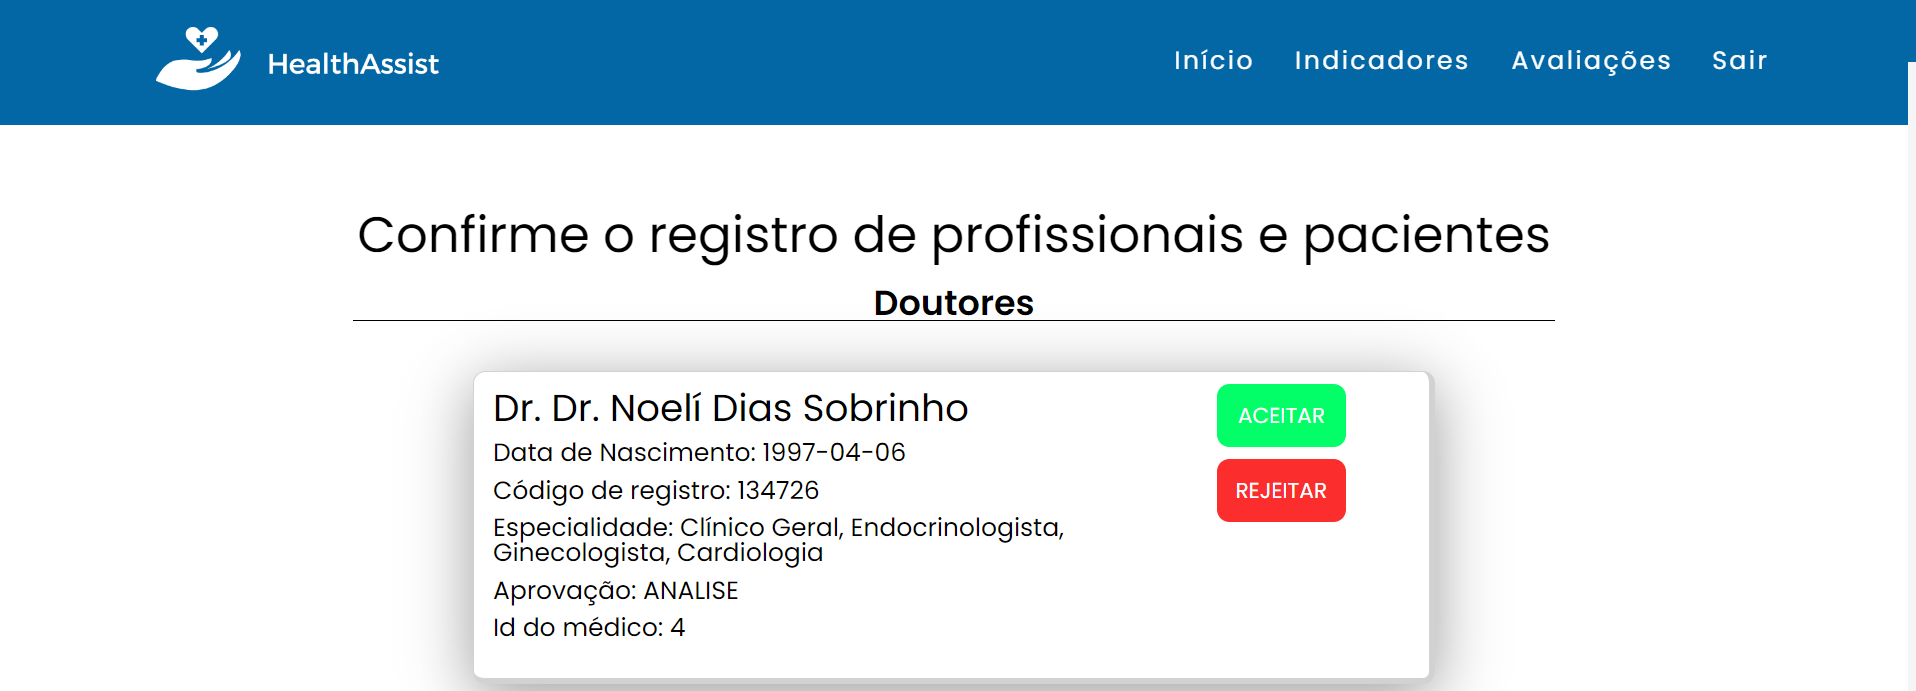 HealthAssist
Início Indicadores Avaliações Sair
Confirme o registro de profissionais e pacientes
Doutores
Dr. Dr. Noelí Dias Sobrinho
Data de Nascimento: 1997-04-06
Código de registro: 134726
Especialidade: Clínico Geral, Endocrinologista,
Ginecologista, Cardiologia
Aprovação: ANALISE
Id do médico: 4
ACEITAR
REJEITAR